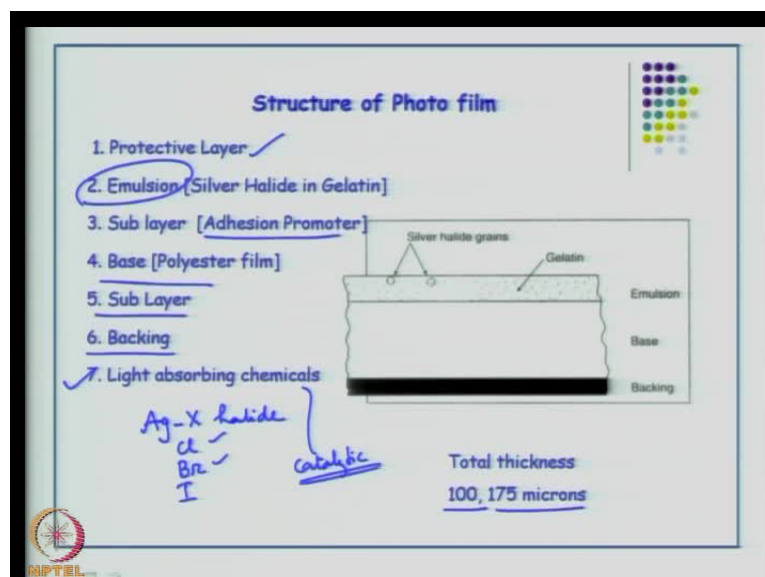 Structure of Photo film
1. Protective Layer
2. Emulsion [Silver Halide in Gelatin]
3. Sub layer [Adhesion Promoter]
4. Base [Polyester film]
5. Sub Layer
6. Backing
7. Light absorbing chemicals
Ag-X halide
Cl
Br
I
catalytic
Silver halide grains
Gelatin
Emulsion
Base
Backing
Total thickness
100, 175 microns
NPTEL